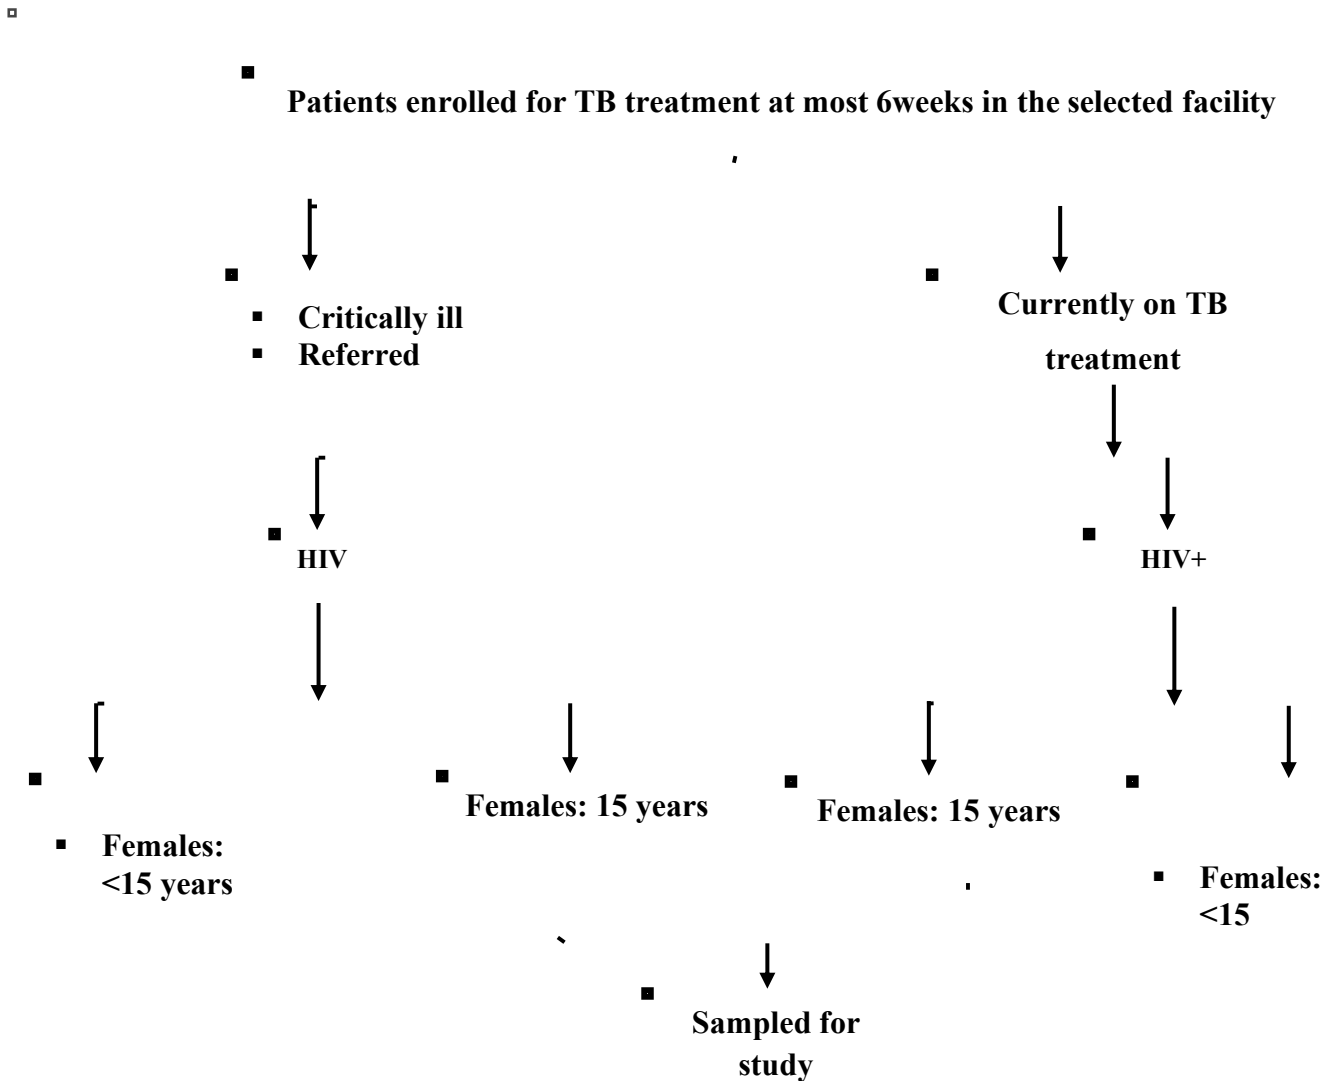 Patients enrolled for TB treatment at most 6weeks in the selected facility
Critically ill
Referred
Currently on TB
treatment
HIV
HIV+
Females:
<15 years
Females: 15 years
Females: 15 years
Females:
<15
Sampled for
study